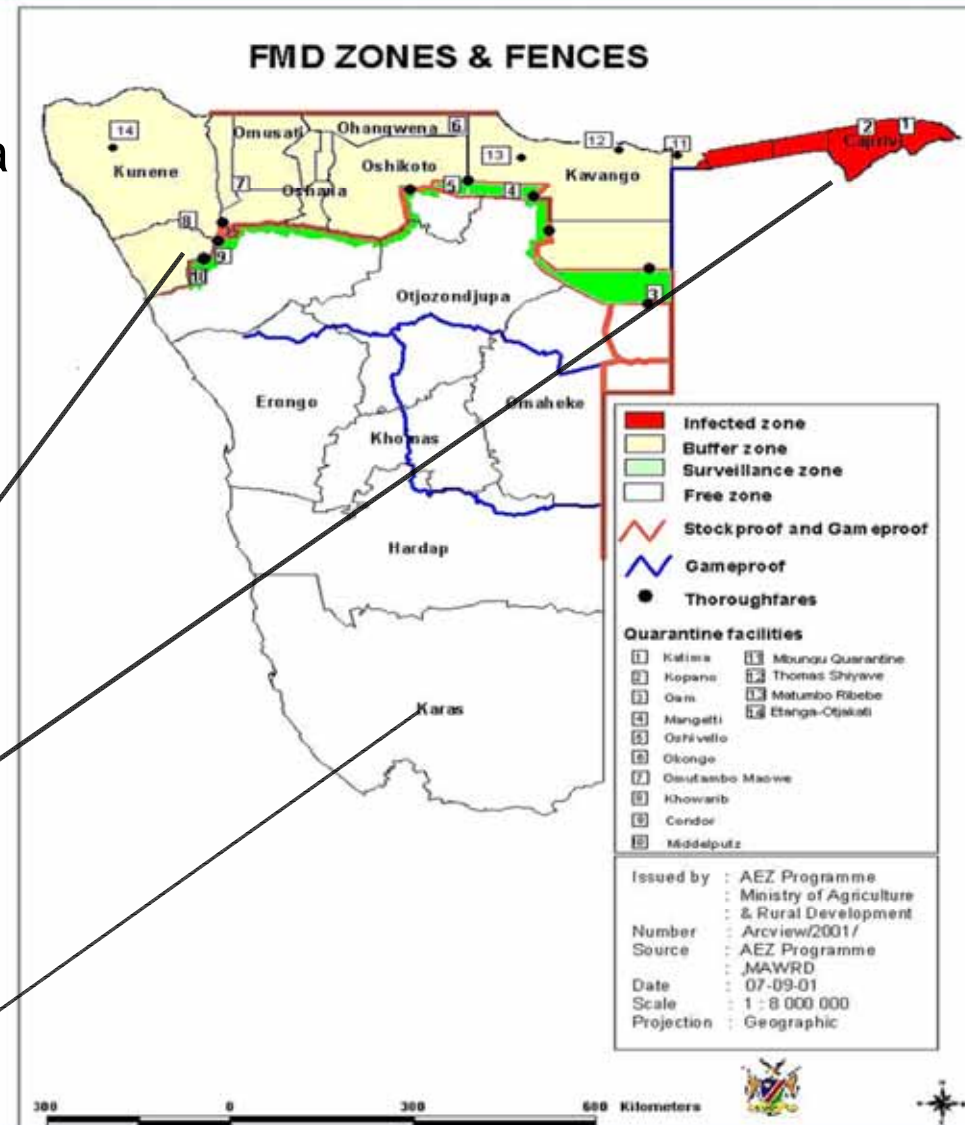 FMD ZONES & FENCES
a
14
Kunene
Omusati
Ohangwena
6
Oshikoto
7
Oshana
5
4
13
12
11
Kavango
2
1
Caprivi
8
9
10
3
Otjozondjupa
Erongo
Khomas
Omaheke
Hardap
Karas
Infected zone
Buffer zone
Surveillance zone
Free zone
Stockproof and Gameproof
Gameproof
Thoroughfares
Quarantine facilities
1 Katima
2 Kopano
3 Gam
4 Mangetti
5 Oshivello
6 Okongo
7 Omutambo Maowe
8 Khowarib
9 Condor
10 Middelputz
11 Mbungu Quarantine
12 Thomas Shiyave
13 Matumbo Ribebe
14 Etanga-Otjakati
Issued by : AEZ Programme
: Ministry of Agriculture
: & Rural Development
Number : Arcview/2001/
Source : AEZ Programme
: ,MAWRD
Date : 07-09-01
Scale : 1 : 8 000 000
Projection : Geographic
300 0 300 600 Kilometers